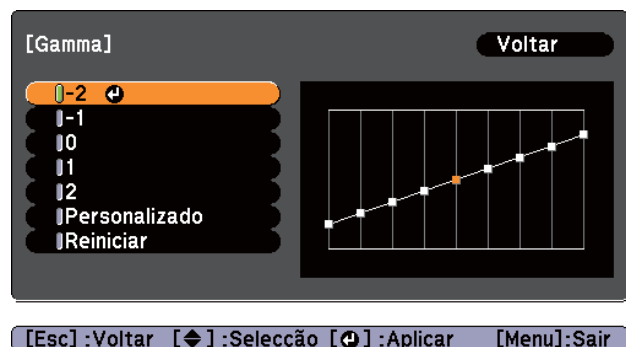 [Gamma]
Voltar
-2
-1
0
1
2
Personalizado
Reiniciar
[Esc] :Voltar [◆] :Selecção [↵] :Aplicar [Menu]:Sair